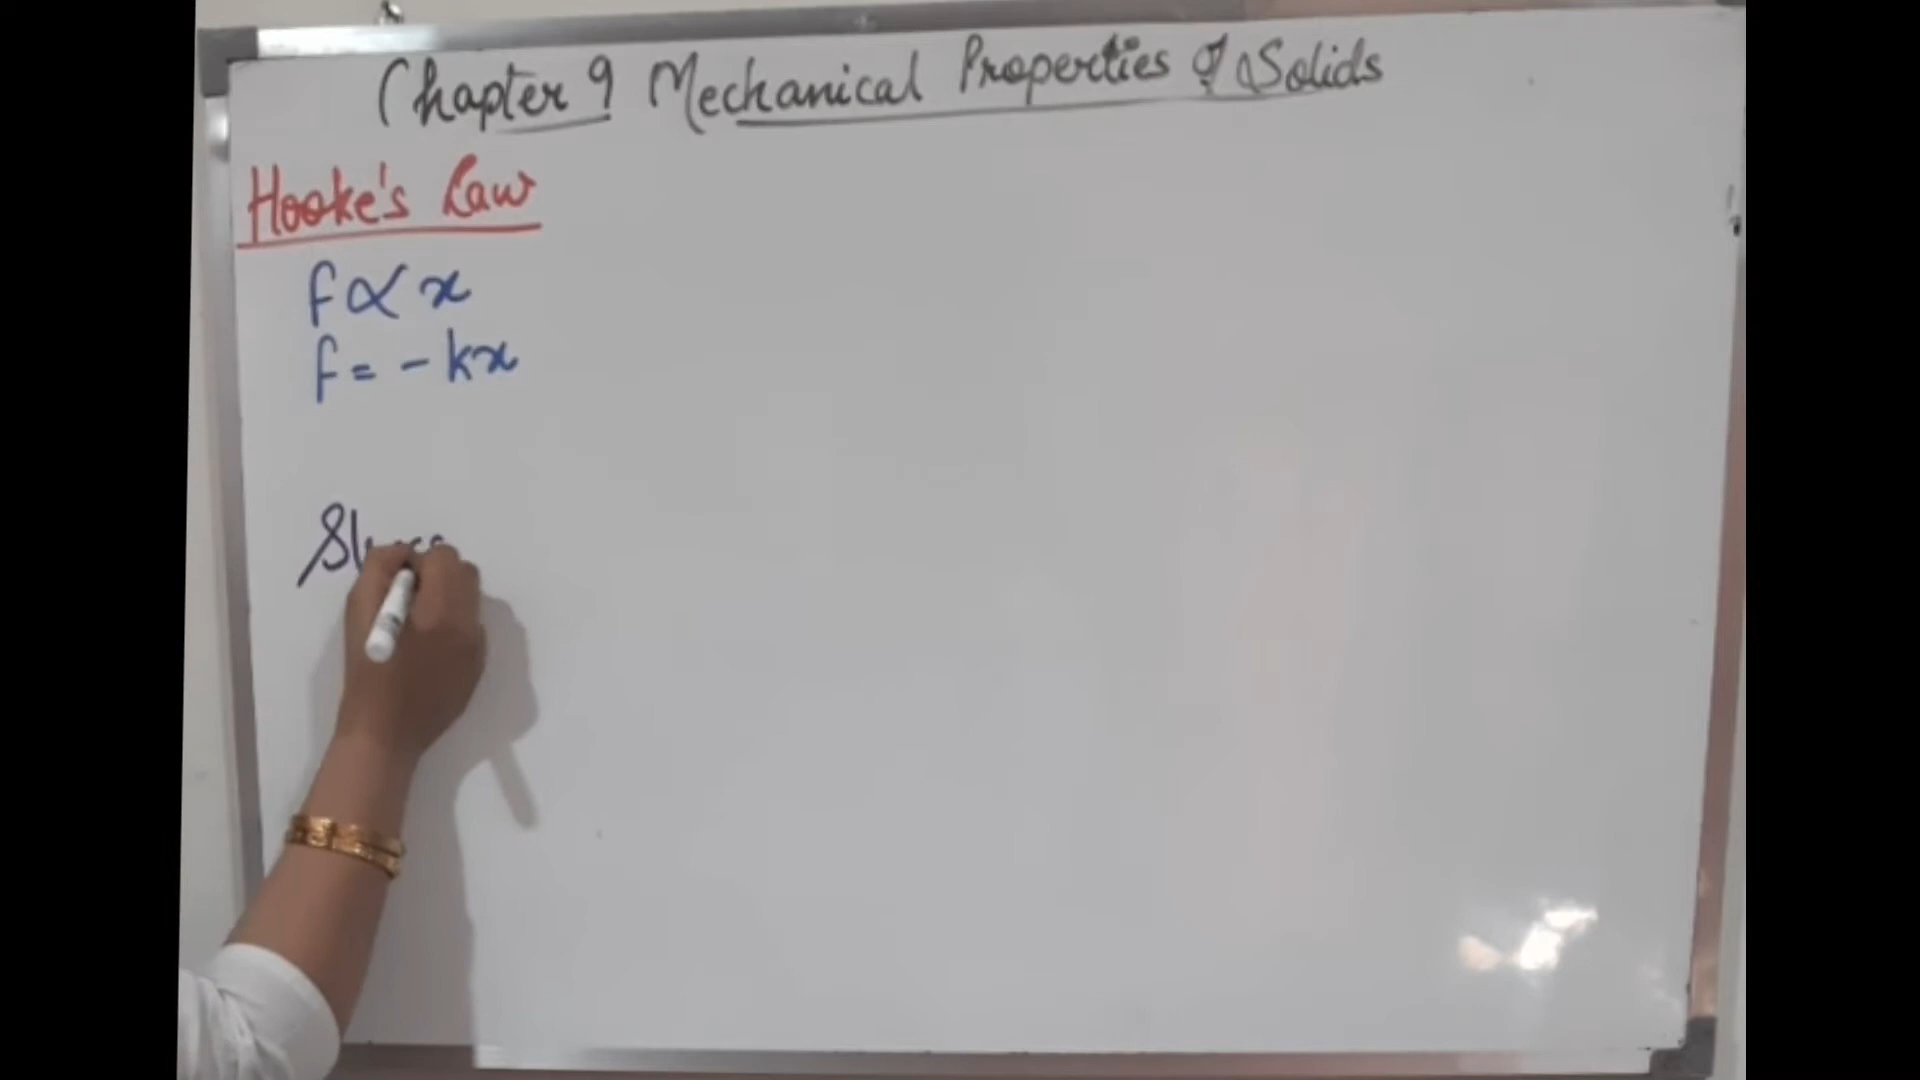 Chapter 9 Mechanical Properties of Solids
Hooke's Law
F ∝ x
F = - kx